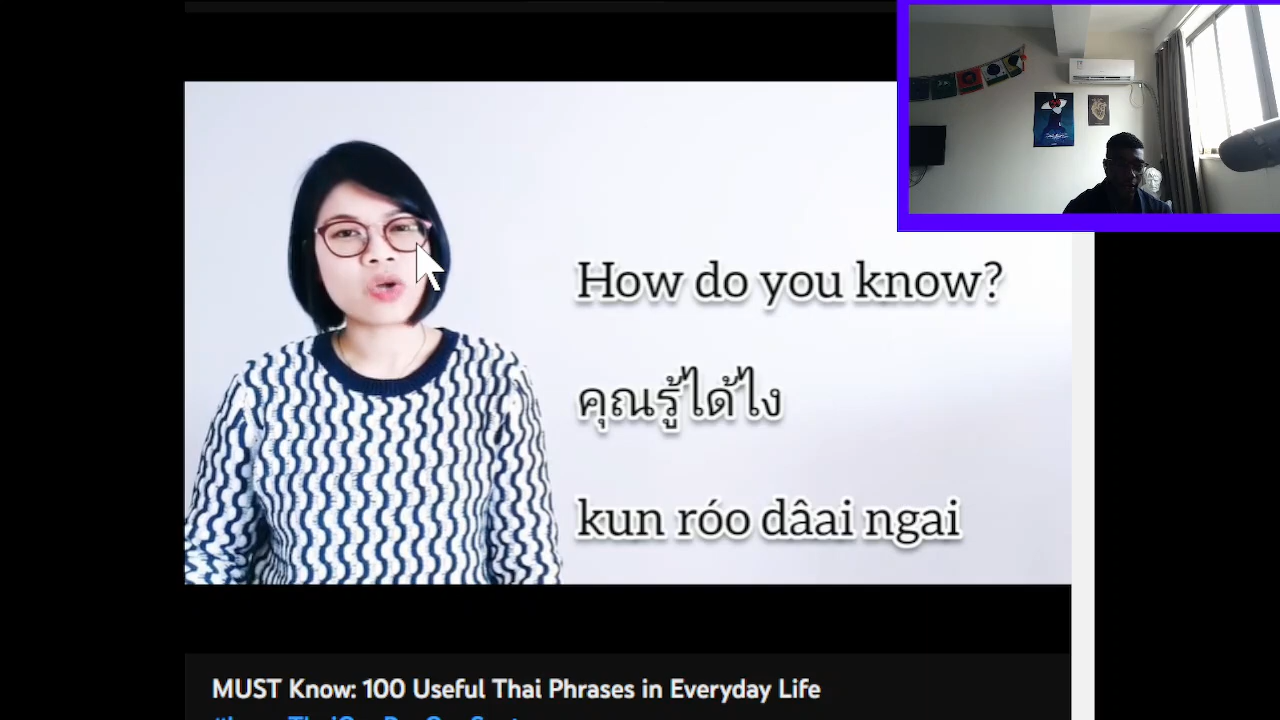 How do you know?
คุณรู้ได้ไง
kun róo dâai ngai
MUST Know: 100 Useful Thai Phrases in Everyday Life